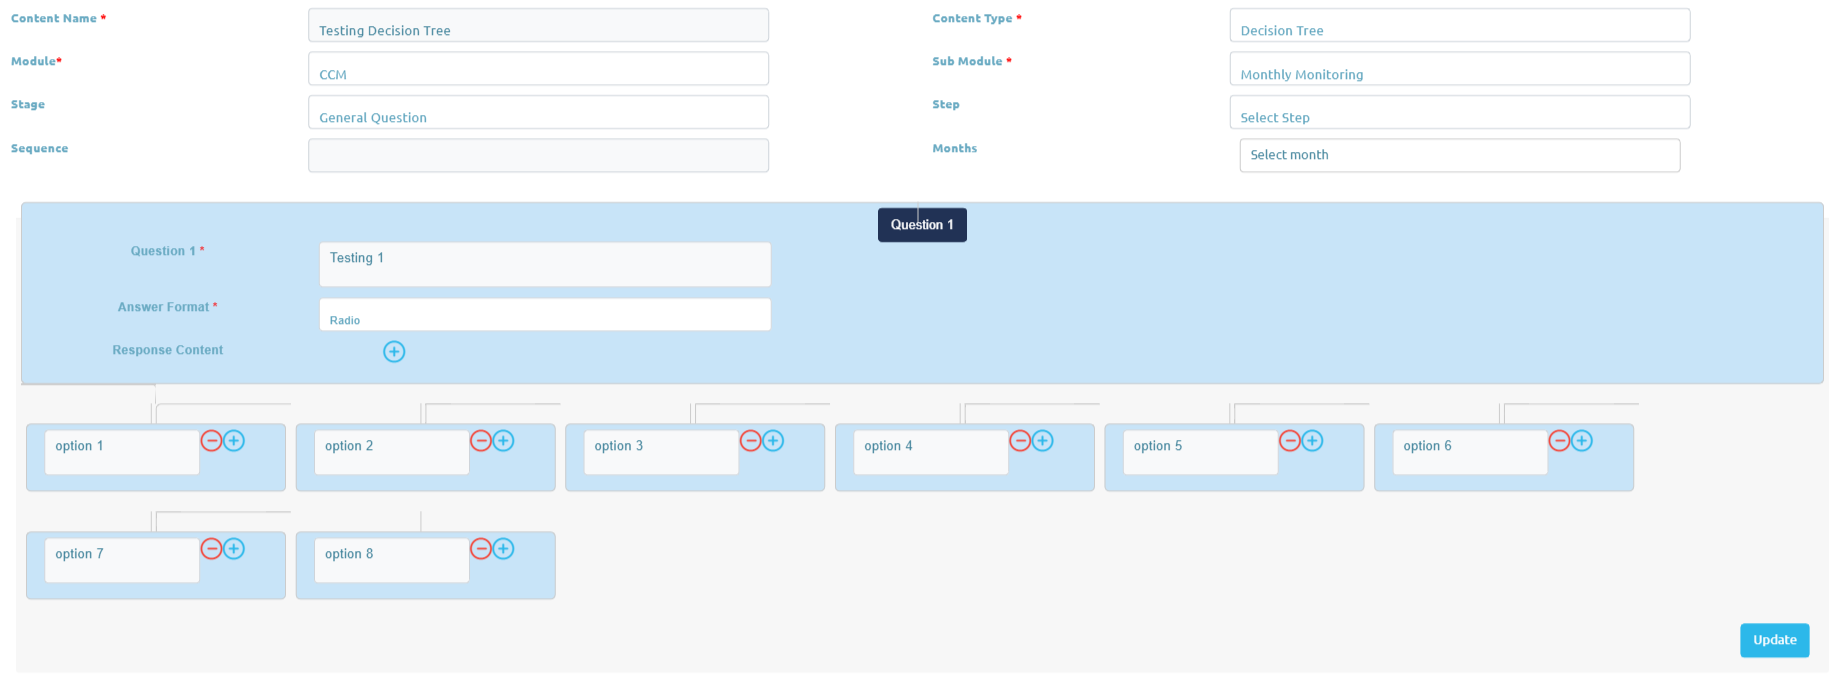 Content Name *
Testing Decision Tree
Content Type *
Decision Tree
Module*
CCM
Sub Module *
Monthly Monitoring
Stage
General Question
Step
Select Step
Sequence
Months
Select month
Question 1
Question 1 *
Testing 1
Answer Format *
Radio
Response Content
option 1
option 2
option 3
option 4
option 5
option 6
option 7
option 8
Update